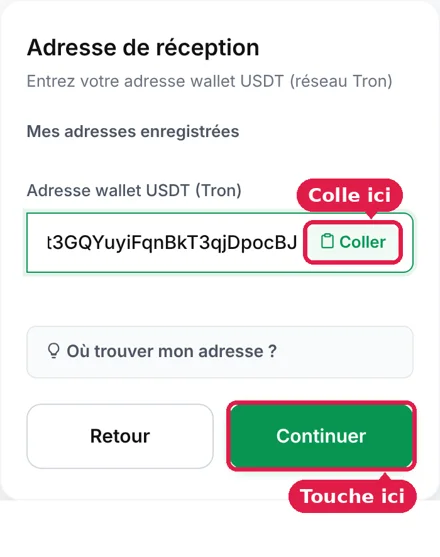 Adresse de réception
Entrez votre adresse wallet USDT (réseau Tron)
Mes adresses enregistrées
Adresse wallet USDT (Tron)
Colle ici
t3GQYuyiFqnBkT3qjDpocBJ
Coller
Où trouver mon adresse ?
Retour
Continuer
Touche ici